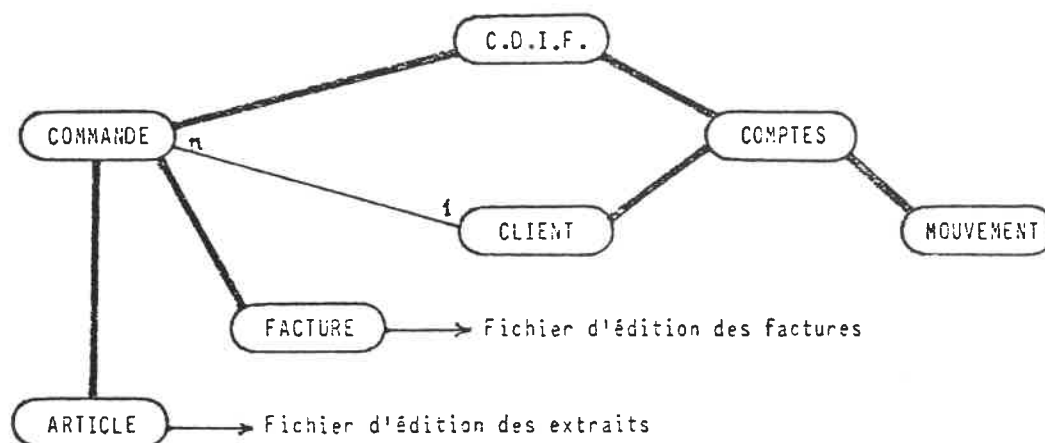 C.D.I.F.
COMMANDE
n
COMPTES
1
CLIENT
MOUVEMENT
FACTURE
Fichier d'édition des factures
ARTICLE
Fichier d'édition des extraits